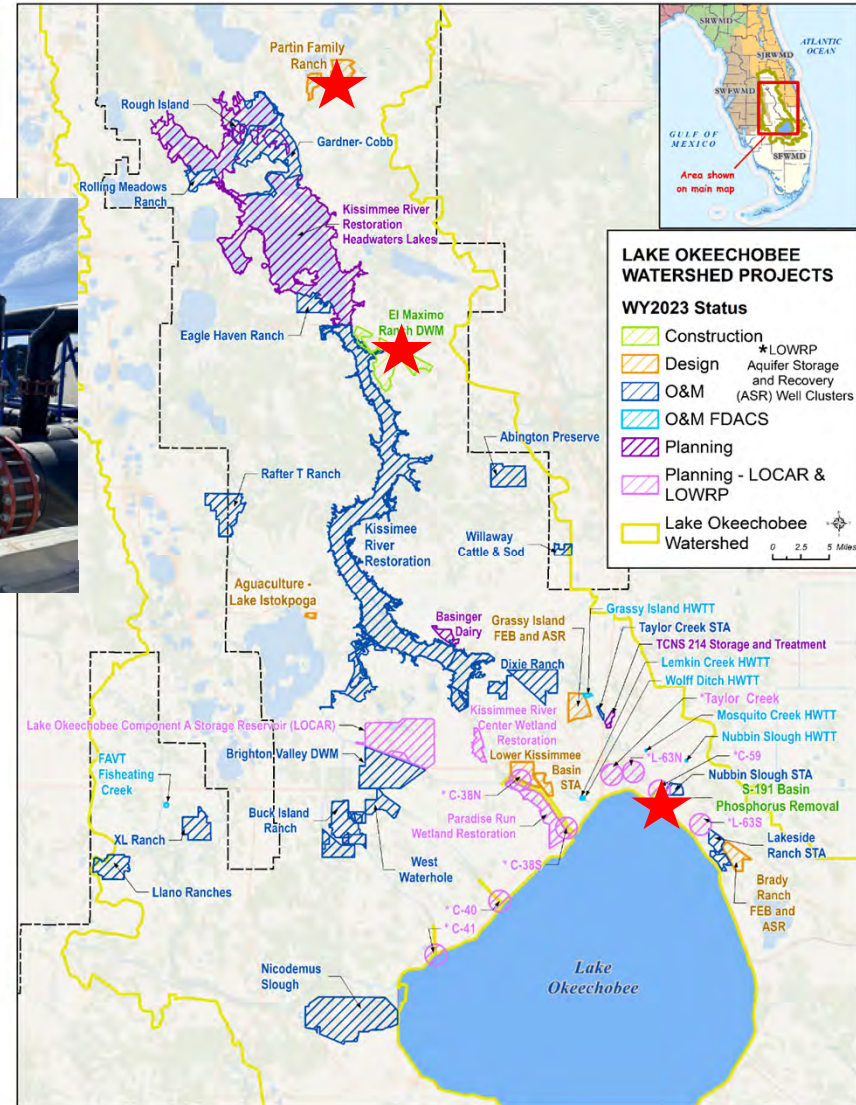 Partin Family
Ranch
Rough Island
Gardner- Cobb
Rolling Meadows
Ranch
Kissimmee River
Restoration
Headwaters Lakes
Eagle Haven Ranch
El Maximo
Ranch DWM
SRWMD
SJRWMD
ATLANTIC
OCEAN
SWFWMD
GULF OF
MEXICO
SFWMD
Area shown
on main map
LAKE OKEECHOBEE
WATERSHED PROJECTS
WY2023 Status
Construction
Design
O&M
O&M FDACS
Planning
Planning - LOCAR &
LOWRP
Lake Okeechobee
Watershed
*LOWRP
Aquifer Storage
and Recovery
(ASR) Well Clusters
0 2.5 5 Miles
Abington Preserve
Rafter T Ranch
Kissimee
River
Restoration
Willaway
Cattle & Sod
Aguaculture -
Lake Istokpoga
Basinger
Dairy
Grassy Island
FEB and ASR
Grassy Island HWTT
Taylor Creek STA
TCNS 214 Storage and Treatment
Lemkin Creek HWTT
Wolff Ditch HWTT
*Taylor Creek
Mosquito Creek HWTT
Nubbin Slough HWTT
Dixie Ranch
Kissimmee River
Center Wetland
Restoration
*L-63N
*C-59
Lake Okeechobee Component A Storage Reservoir (LOCAR)
Brighton Valley DWM
Lower Kissimmee
Basin
STA
Nubbin Slough STA
S-191 Basin
Phosphorus Removal
FAVT
Fisheating
Creek
* C-38N
*L-63S
Buck Island
Ranch
Paradise Run
Wetland Restoration
Lakeside
Ranch STA
XL Ranch
West
Waterhole
* C-38S
Llano Ranches
Brady
Ranch
FEB and
ASR
* C-40
* C-41
Nicodemus
Slough
Lake
Okeechobee